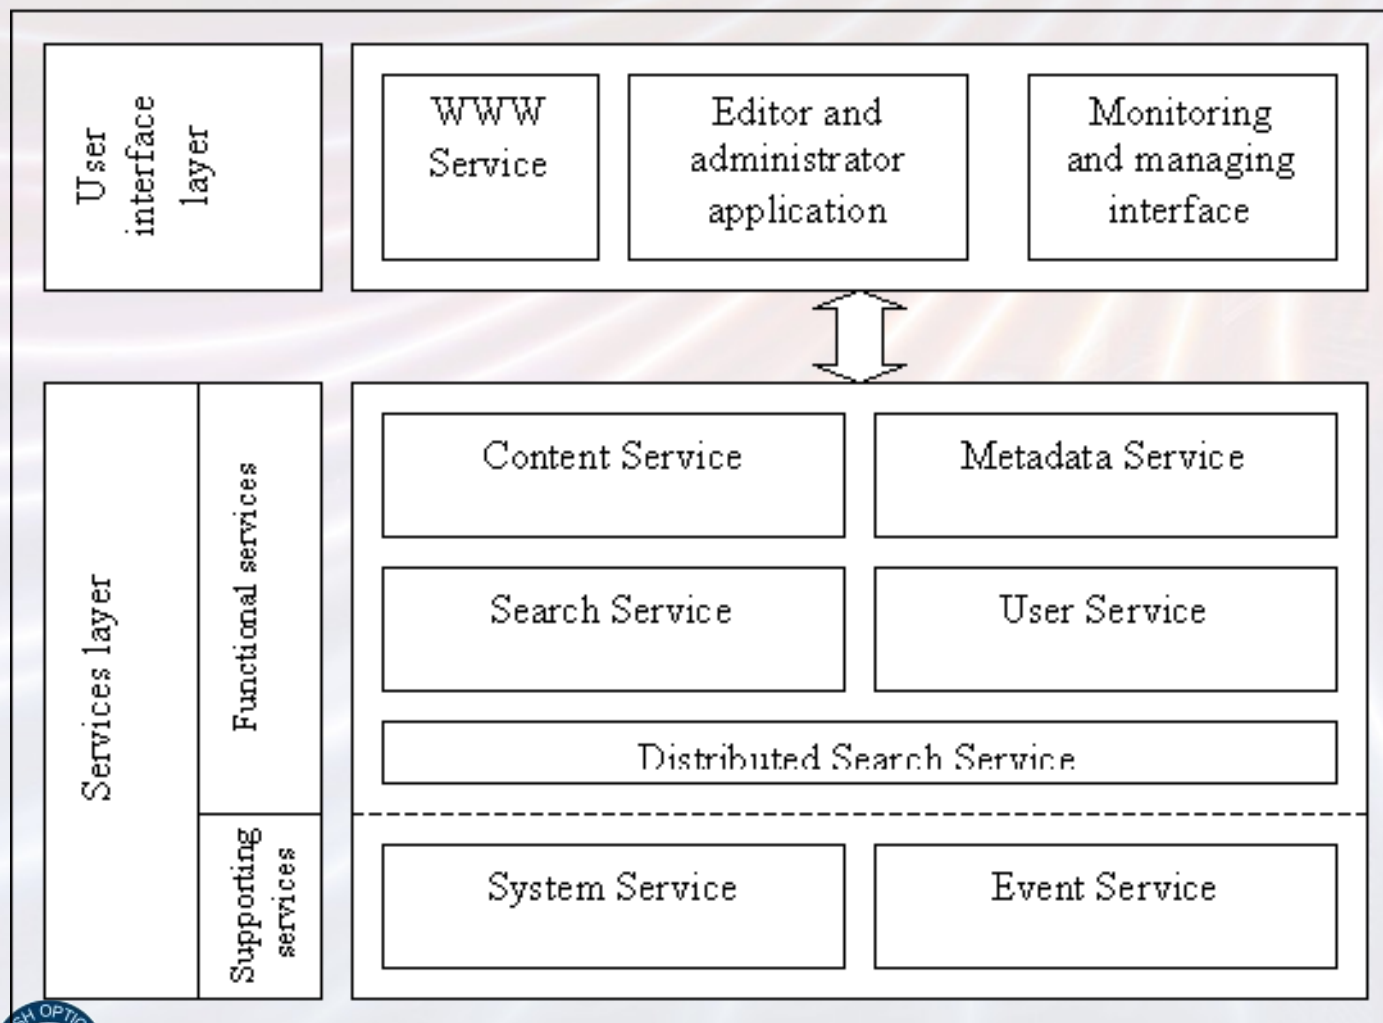 User
interface
layer
WWW
Service
Editor and
administrator
application
Monitoring
and managing
interface
Services layer
Functional services
Content Service
Metadata Service
Search Service
User Service
Distributed Search Service
Supporting
services
System Service
Event Service